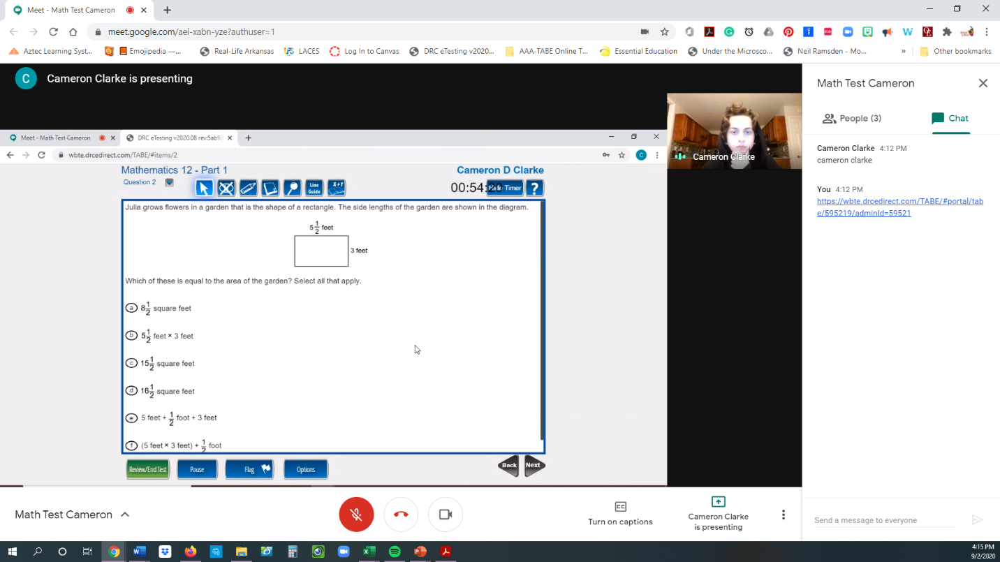 Meet - Math Test Cameron
meet.google.com/aei-xabn-yze?authuser=1
Aztec Learning Syst... Emojipedia —... Real-Life Arkansas LACES Log In to Canvas DRC eTesting v2020... AAA-TABE Online T... Essential Education Under the Microsco... Neil Ramsden - Mo... » Other bookmarks
C Cameron Clarke is presenting
Meet - Math Test Cameron DRC eTesting v2020.08 rev:5ab9
wbte.drcedirect.com/TABE/#items/2 C
Mathematics 12 - Part 1 Cameron D Clarke
Question 2 Line Guide X+Y 00:54: Timer ?
Julia grows flowers in a garden that is the shape of a rectangle. The side lengths of the garden are shown in the diagram.
5 1/2 feet
3 feet
Which of these is equal to the area of the garden? Select all that apply.
a 8 1/2 square feet
b 5 1/2 feet × 3 feet
c 15 1/2 square feet
d 16 1/2 square feet
e 5 feet + 1/2 foot + 3 feet
f (5 feet × 3 feet) + 1/2 foot
Review/End Test Pause Flag Options Back Next
Cameron Clarke
Math Test Cameron
People (3) Chat
Cameron Clarke 4:12 PM
cameron clarke
You 4:12 PM
https://wbte.drcedirect.com/TABE/#portal/tab
e/595219/adminId=59521
Send a message to everyone
Math Test Cameron
CC
Turn on captions
Cameron Clarke
is presenting
4:15 PM
9/2/2020